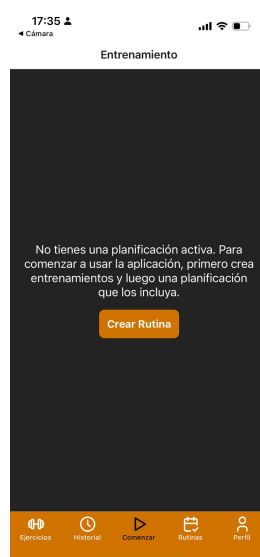 17:35
◀ Cámara
Entrenamiento
No tienes una planificación activa. Para
comenzar a usar la aplicación, primero crea
entrenamientos y luego una planificación
que los incluya.
Crear Rutina
Ejercicios
Historial
Comenzar
Rutinas
Perfil